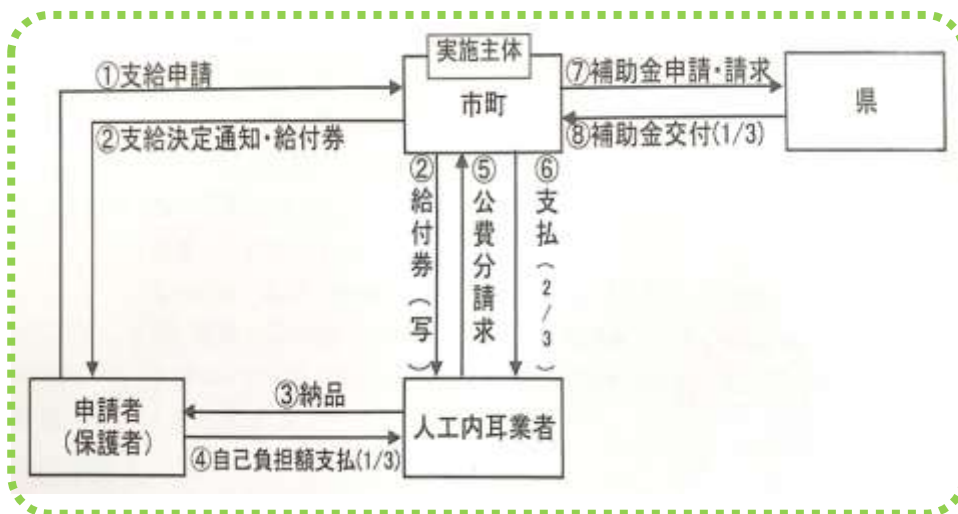 実施主体
市町
県
①支給申請
②支給決定通知・給付券
⑦補助金申請・請求
⑧補助金交付(1/3)
②給付券(写)
⑤公費分請求
⑥支払(2/3)
申請者
(保護者)
③納品
④自己負担額支払(1/3)
人工内耳業者